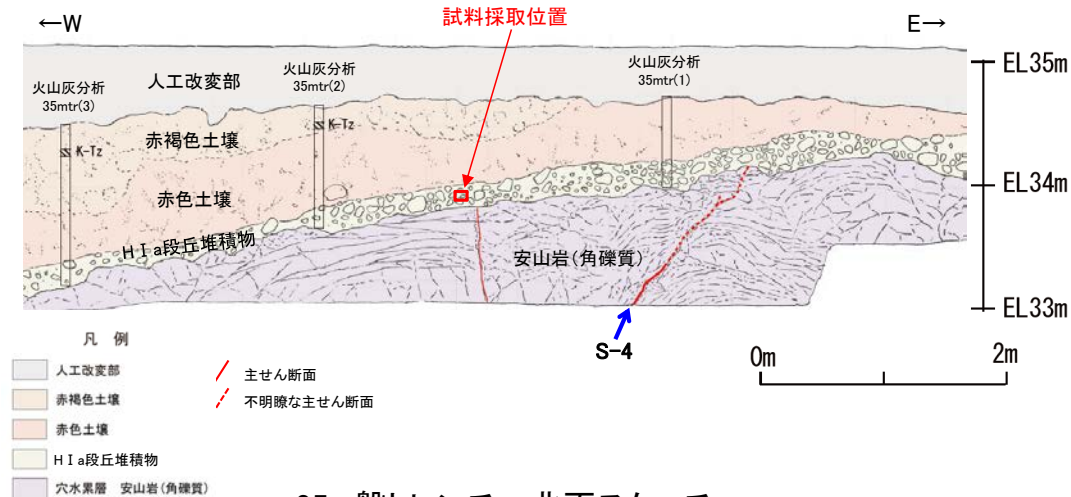 ←W
試料採取位置
E→
EL35m
火山灰分析
35mtr(3)
人工改変部
火山灰分析
35mtr(2)
火山灰分析
35mtr(1)
K-Tz
K-Tz
赤褐色土壌
赤色土壌
EL34m
HⅠa段丘堆積物
安山岩(角礫質)
EL33m
S-4
0m
2m
凡 例
人工改変部
赤褐色土壌
赤色土壌
HⅠa段丘堆積物
穴水累層 安山岩(角礫質)
主せん断面
不明瞭な主せん断面